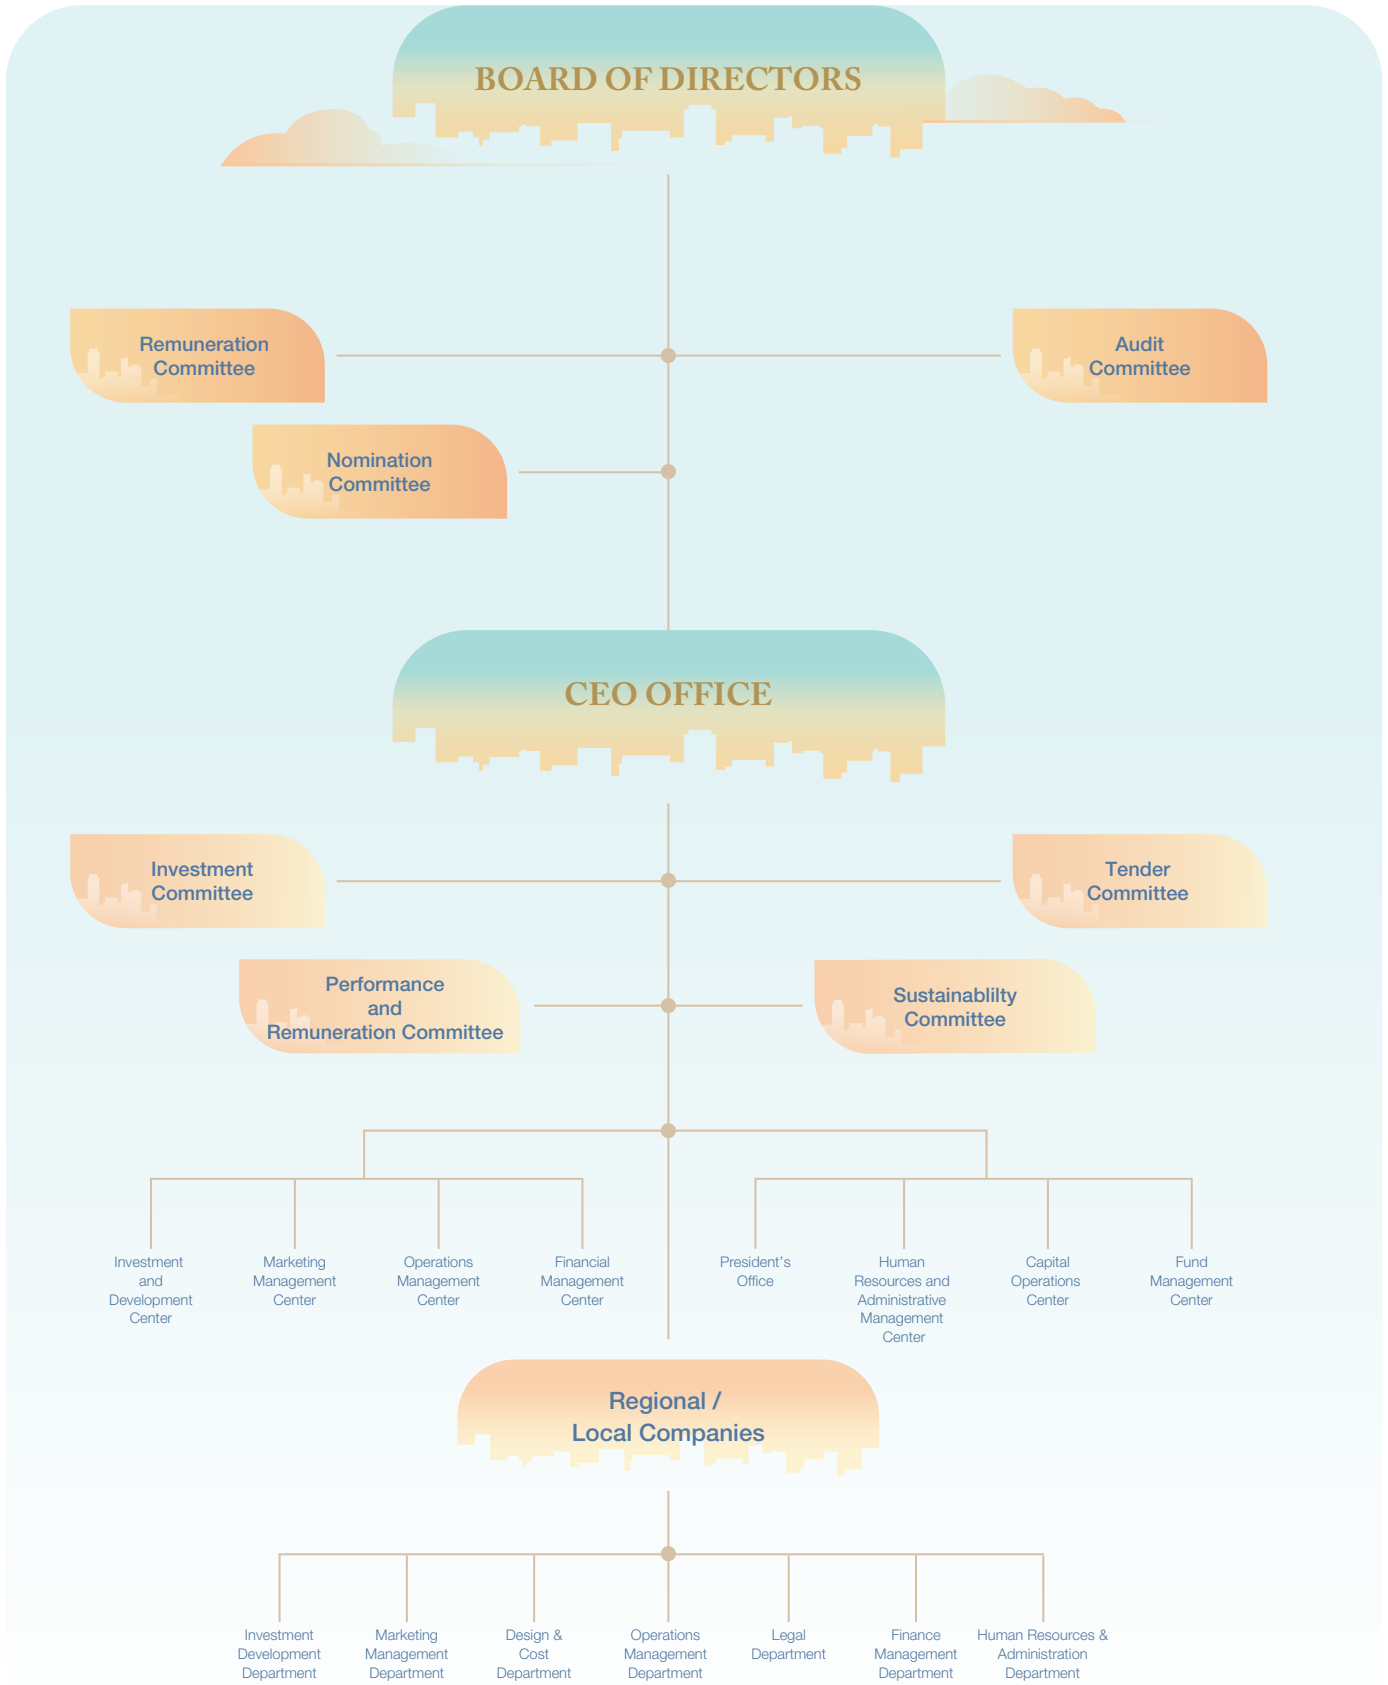 BOARD OF DIRECTORS
Remuneration
Committee
Audit
Committee
Nomination
Committee
CEO OFFICE
Investment
Committee
Tender
Committee
Performance
and
Remuneration Committee
Sustainablilty
Committee
Investment
and
Development
Center
Marketing
Management
Center
Operations
Management
Center
Financial
Management
Center
President's
Office
Human
Resources and
Administrative
Management
Center
Capital
Operations
Center
Fund
Management
Center
Regional /
Local Companies
Investment
Development
Department
Marketing
Management
Department
Design &
Cost
Department
Operations
Management
Department
Legal
Department
Finance
Management
Department
Human Resources &
Administration
Department